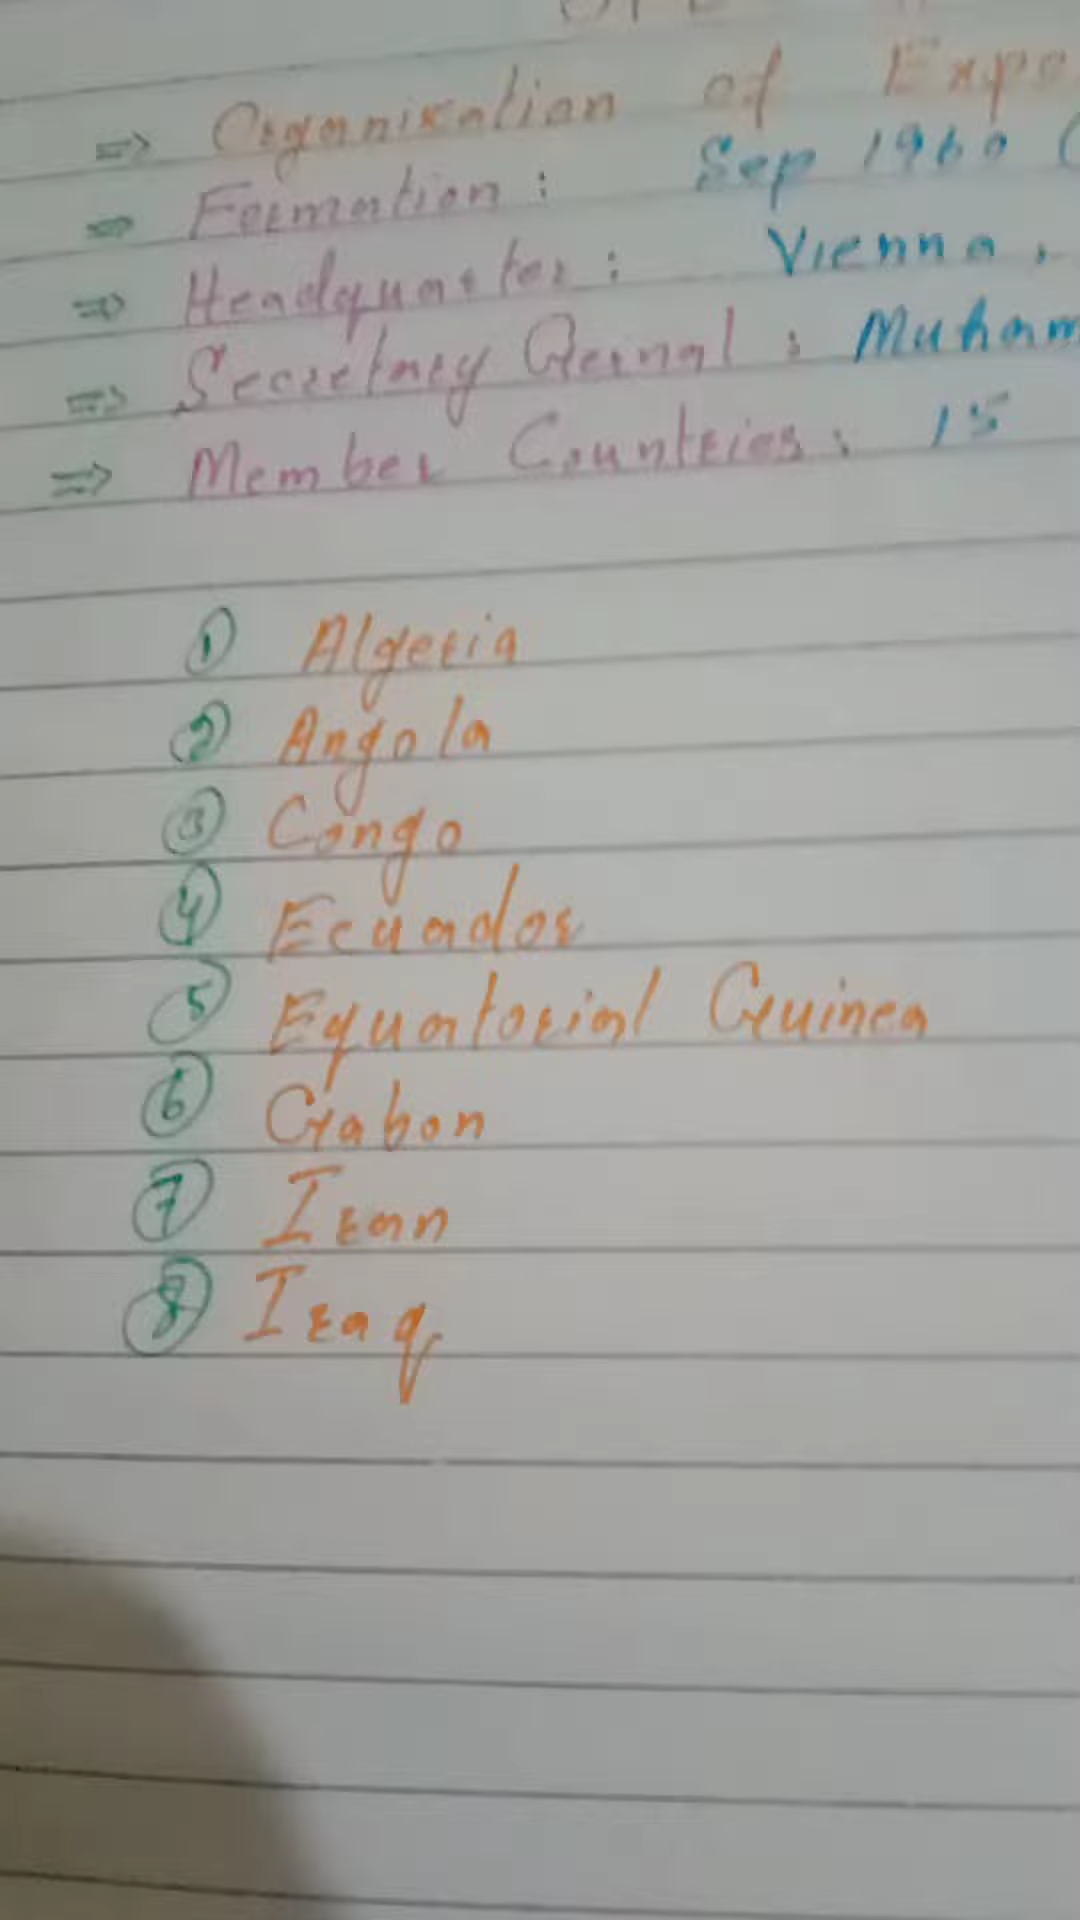 => Organisation of Expo
=> Formation : Sep 1960 (
=> Headquarter : Vienna,
=> Secretary Gernal : Muham
=> Member Countries : 15
① Algeria
② Angola
③ Congo
④ Ecuador
⑤ Equatorial Guinea
⑥ Gabon
⑦ Iran
⑧ Iraq